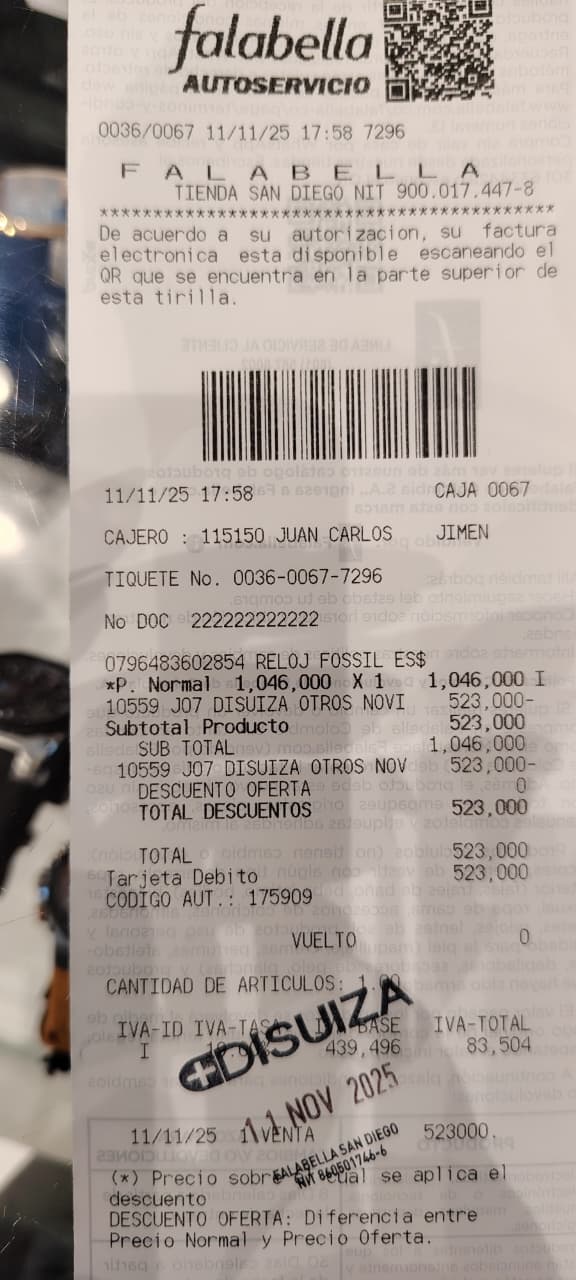 falabella
AUTOSERVICIO
0036/0067 11/11/25 17:58 7296
F A L A B E L L A
TIENDA SAN DIEGO NIT 900.017.447-8
******************************************
De acuerdo a su autorizacion, su factura
electronica esta disponible escaneando el
QR que se encuentra en la parte superior de
esta tirilla.
11/11/25 17:58 CAJA 0067
CAJERO : 115150 JUAN CARLOS JIMEN
TIQUETE No. 0036-0067-7296
No DOC 222222222222
0796483602854 RELOJ FOSSIL ES$
*P. Normal 1,046,000 X 1 1,046,000 I
10559 J07 DISUIZA OTROS NOVI 523,000-
Subtotal Producto 523,000
SUB TOTAL 1,046,000
10559 J07 DISUIZA OTROS NOV 523,000-
DESCUENTO OFERTA 0
TOTAL DESCUENTOS 523,000
TOTAL 523,000
Tarjeta Debito 523,000
CODIGO AUT.: 175909
VUELTO 0
CANTIDAD DE ARTICULOS: 1.00
IVA-ID IVA-TASA BASE IVA-TOTAL
I 439,496 83,504
DISUIZA
11 NOV 2025
FALABELLA SAN DIEGO
NIT 860501746-6
11/11/25 VENTA 523000.
(*) Precio sobre el cual se aplica el
descuento
DESCUENTO OFERTA: Diferencia entre
Precio Normal y Precio Oferta.